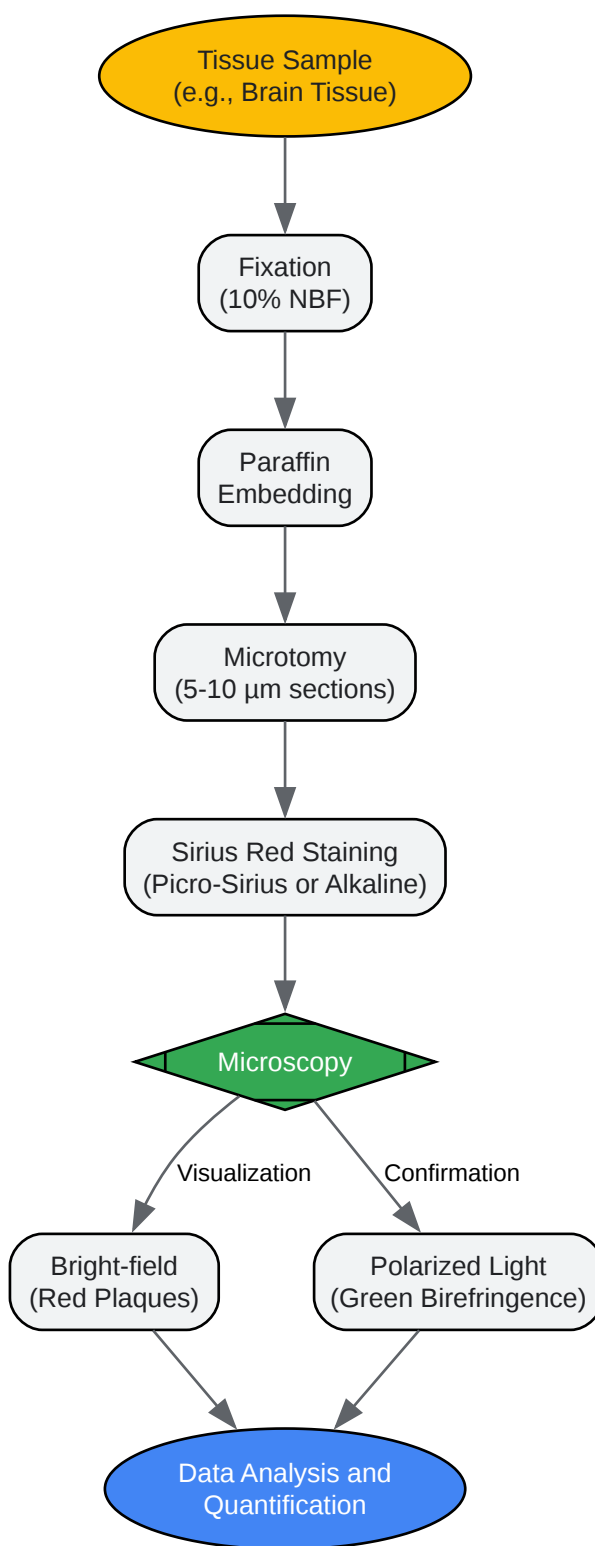 Tissue Sample
(e.g., Brain Tissue)
Fixation
(10% NBF)
Paraffin
Embedding
Microtomy
(5-10 µm sections)
Sirius Red Staining
(Picro-Sirius or Alkaline)
Microscopy
Visualization
Confirmation
Bright-field
(Red Plaques)
Polarized Light
(Green Birefringence)
Data Analysis and
Quantification